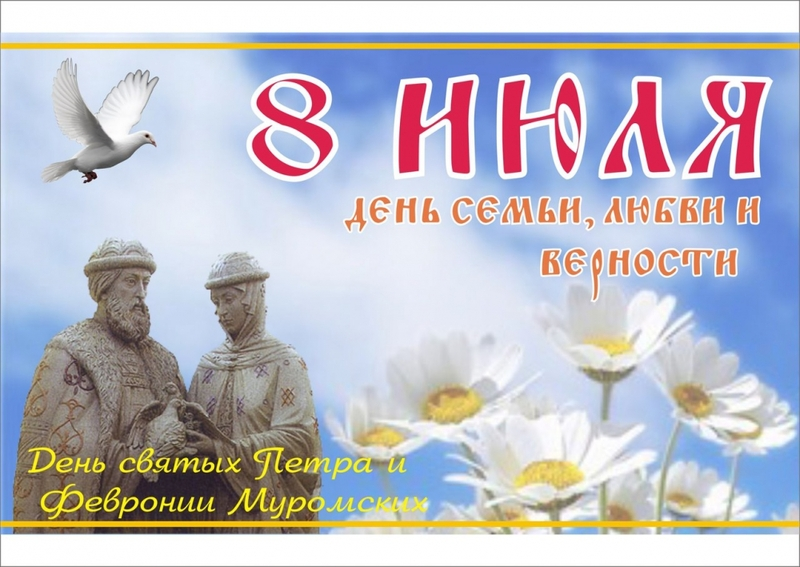 8 ИЮЛЯ
ДЕНЬ СЕМЬИ, ЛЮБВИ И
ВЕРНОСТИ
День святых Петра и
Февронии Муромских